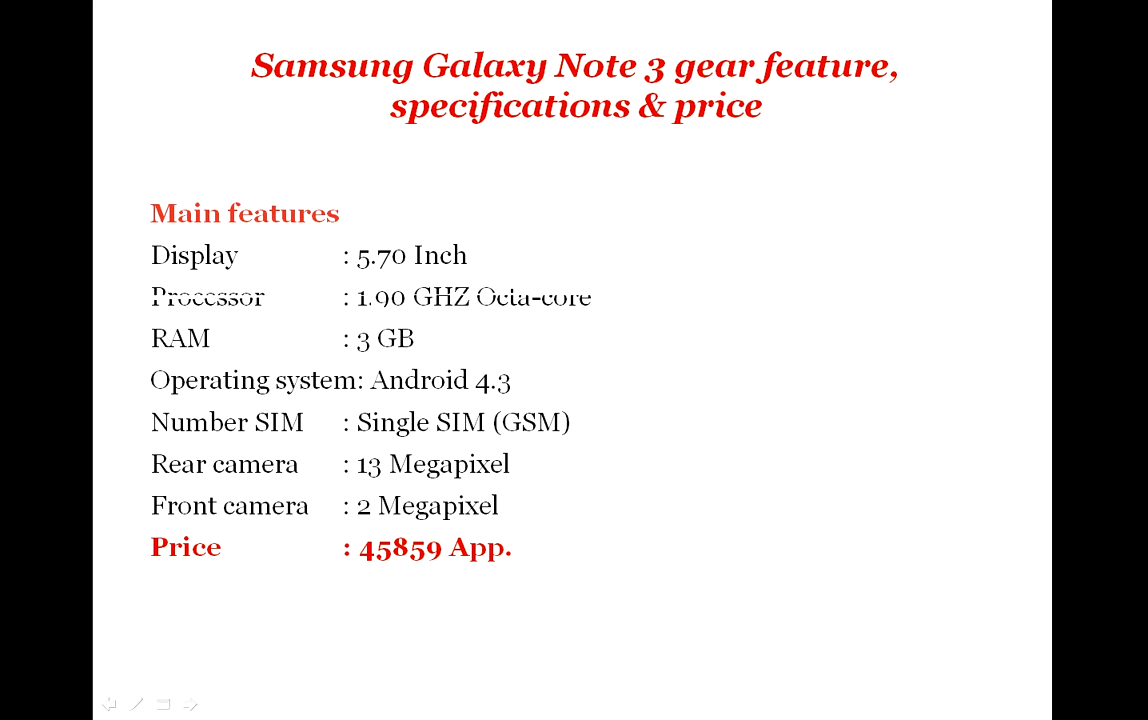 Samsung Galaxy Note 3 gear feature,
specifications & price
Main features
Display : 5.70 Inch
Processor : 1.90 GHZ Octa-core
RAM : 3 GB
Operating system: Android 4.3
Number SIM : Single SIM (GSM)
Rear camera : 13 Megapixel
Front camera : 2 Megapixel
Price : 45859 App.